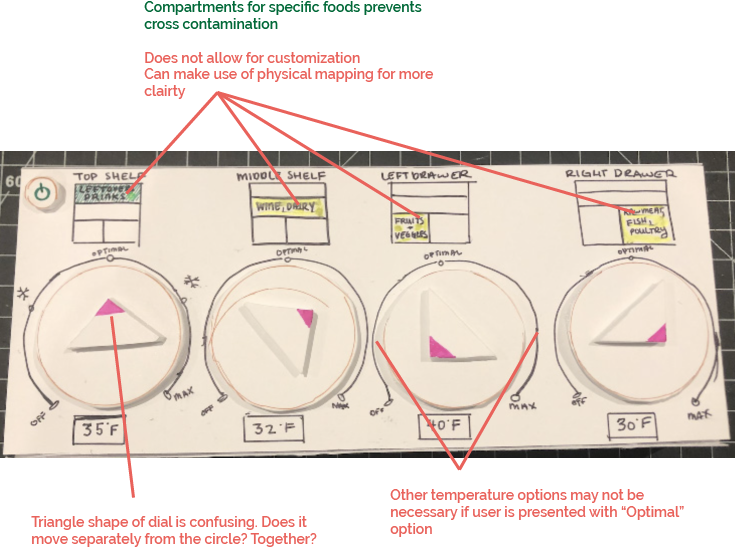 Compartments for specific foods prevents
cross contamination
Does not allow for customization
Can make use of physical mapping for more
clairty
60
TOP SHELF
LEFTOVER
DRINKS
MIDDLE SHELF
WINE, DAIRY
LEFT DRAWER
FRUITS
+
VEGGIES
RIGHT DRAWER
RAW MEAT,
FISH,
POULTRY
OPTIMAL
OPTIMAL
OPTIMAL
OPTIMAL
OFF
MAX
OFF
MAX
OFF
MAX
OFF
MAX
35°F
32°F
40°F
30°F
Triangle shape of dial is confusing. Does it
move separately from the circle? Together?
Other temperature options may not be
necessary if user is presented with “Optimal”
option